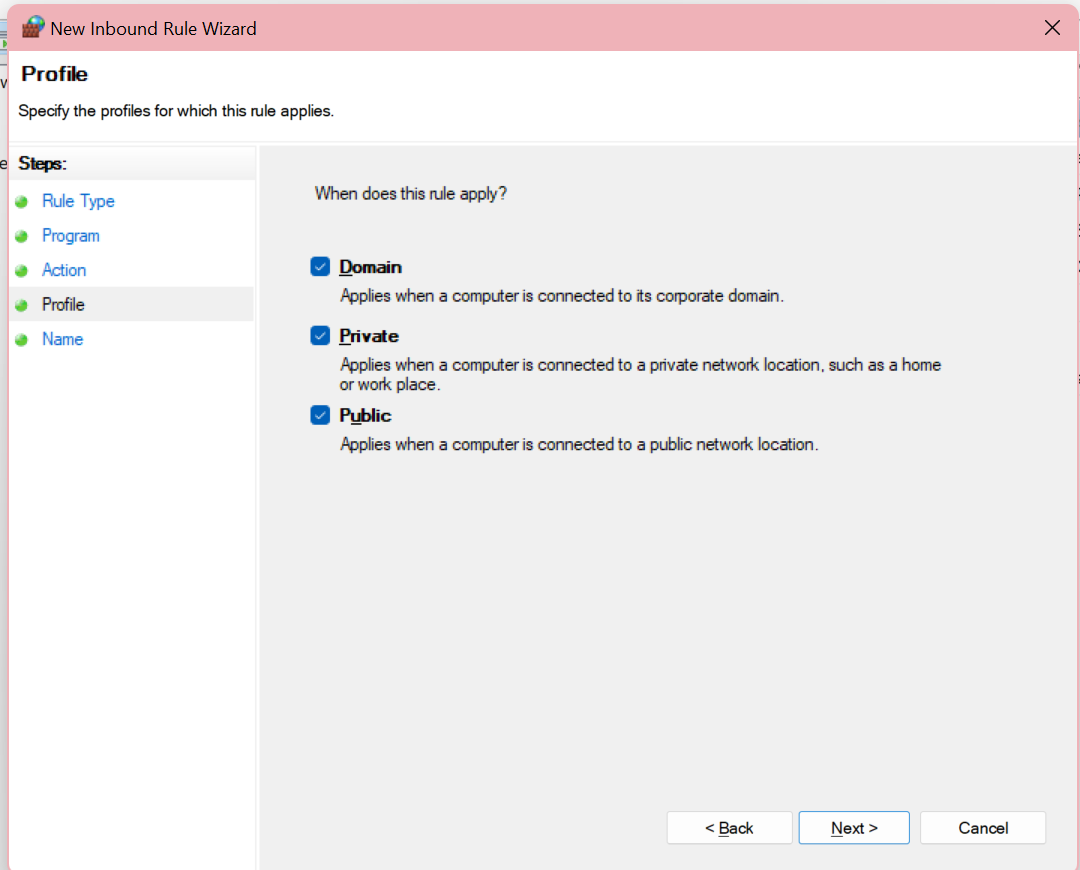 New Inbound Rule Wizard
Profile
Specify the profiles for which this rule applies.
Steps:
Rule Type
Program
Action
Profile
Name
When does this rule apply?
Domain
Applies when a computer is connected to its corporate domain.
Private
Applies when a computer is connected to a private network location, such as a home
or work place.
Public
Applies when a computer is connected to a public network location.
< Back
Next >
Cancel